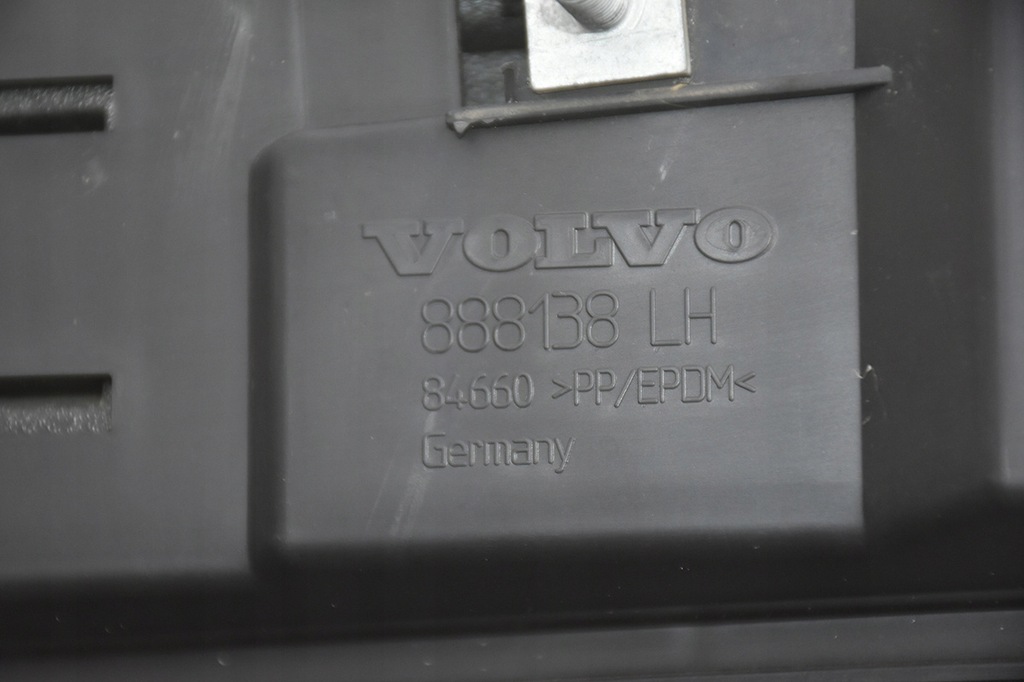 VOLVO
888138 LH
84660 >PP/EPDM<
Germany